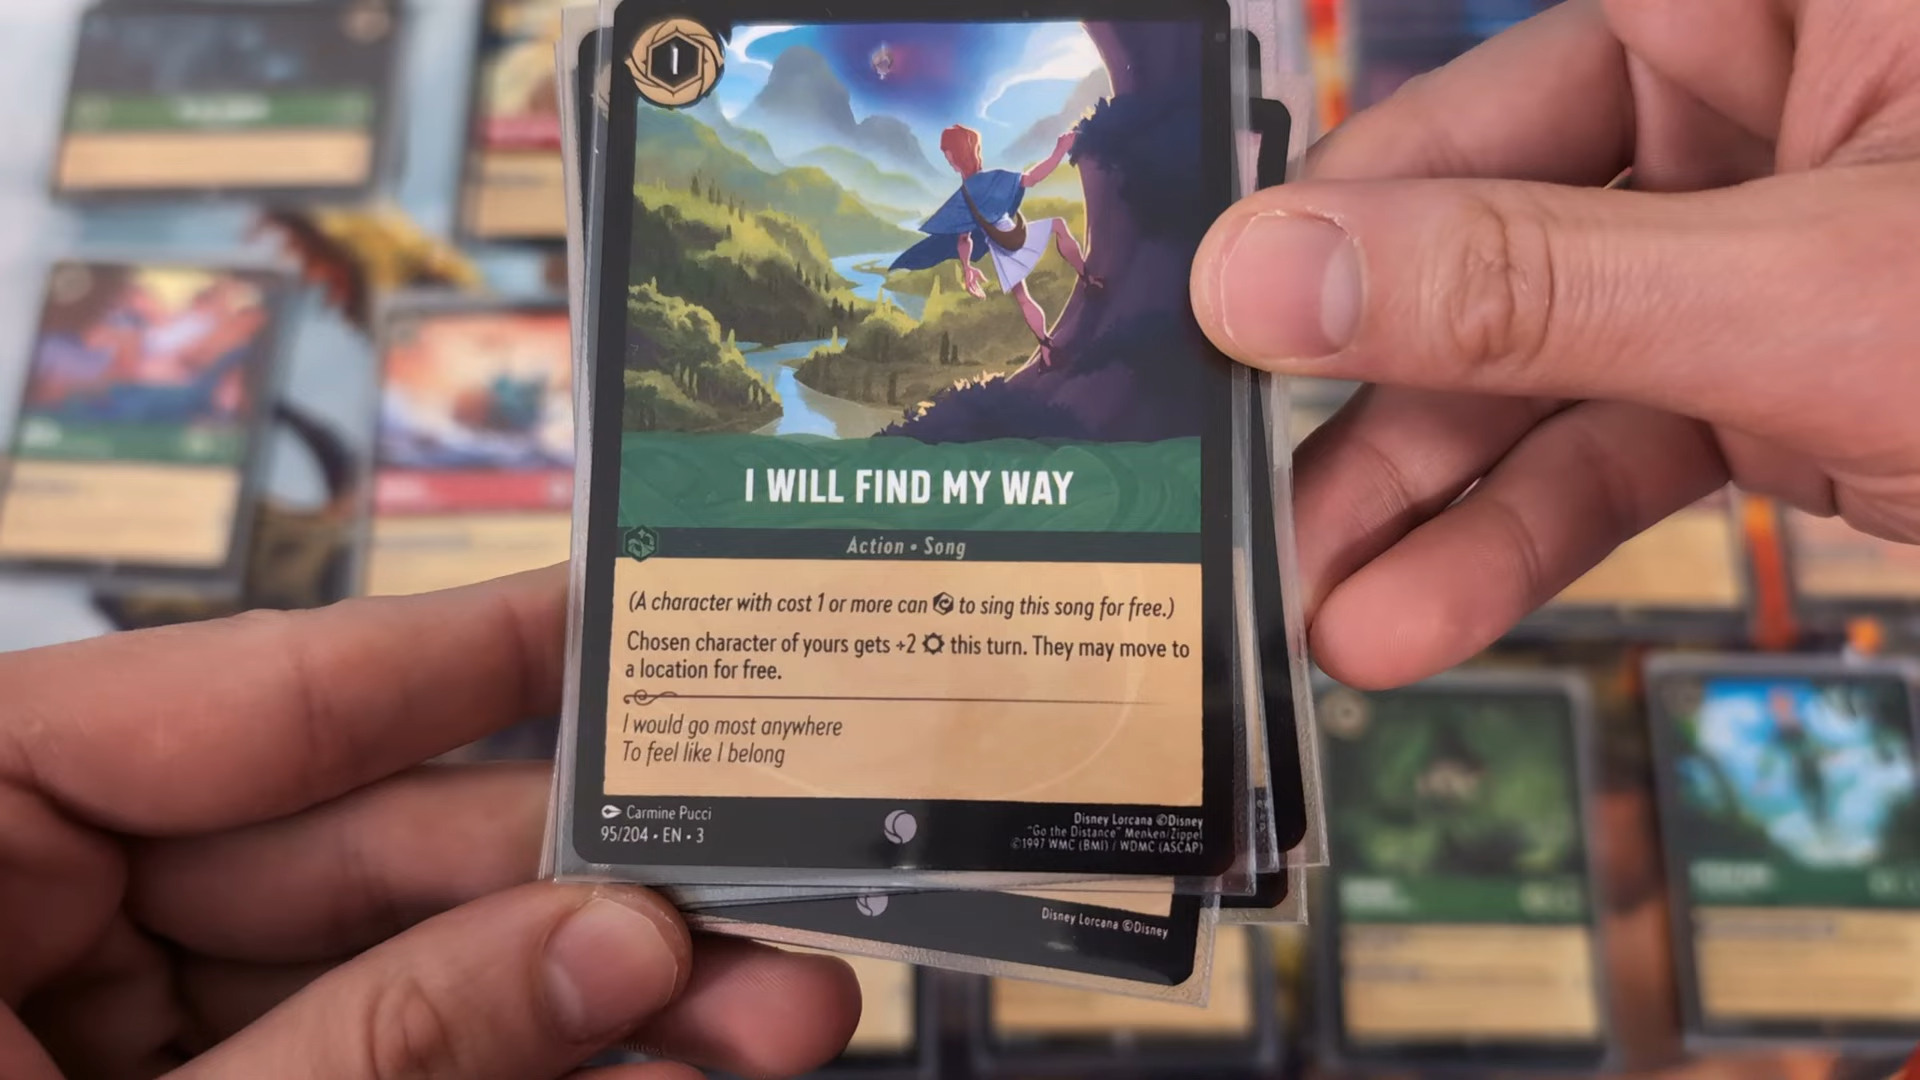 1
I WILL FIND MY WAY
Action • Song
(A character with cost 1 or more can to sing this song for free.)
Chosen character of yours gets +2 this turn. They may move to
a location for free.
I would go most anywhere
To feel like I belong
Carmine Pucci
95/204 • EN • 3
Disney Lorcana ©Disney
"Go the Distance" Menken/Zippel
©1997 WMC (BMI) / WDMC (ASCAP)
Disney Lorcana ©Disney